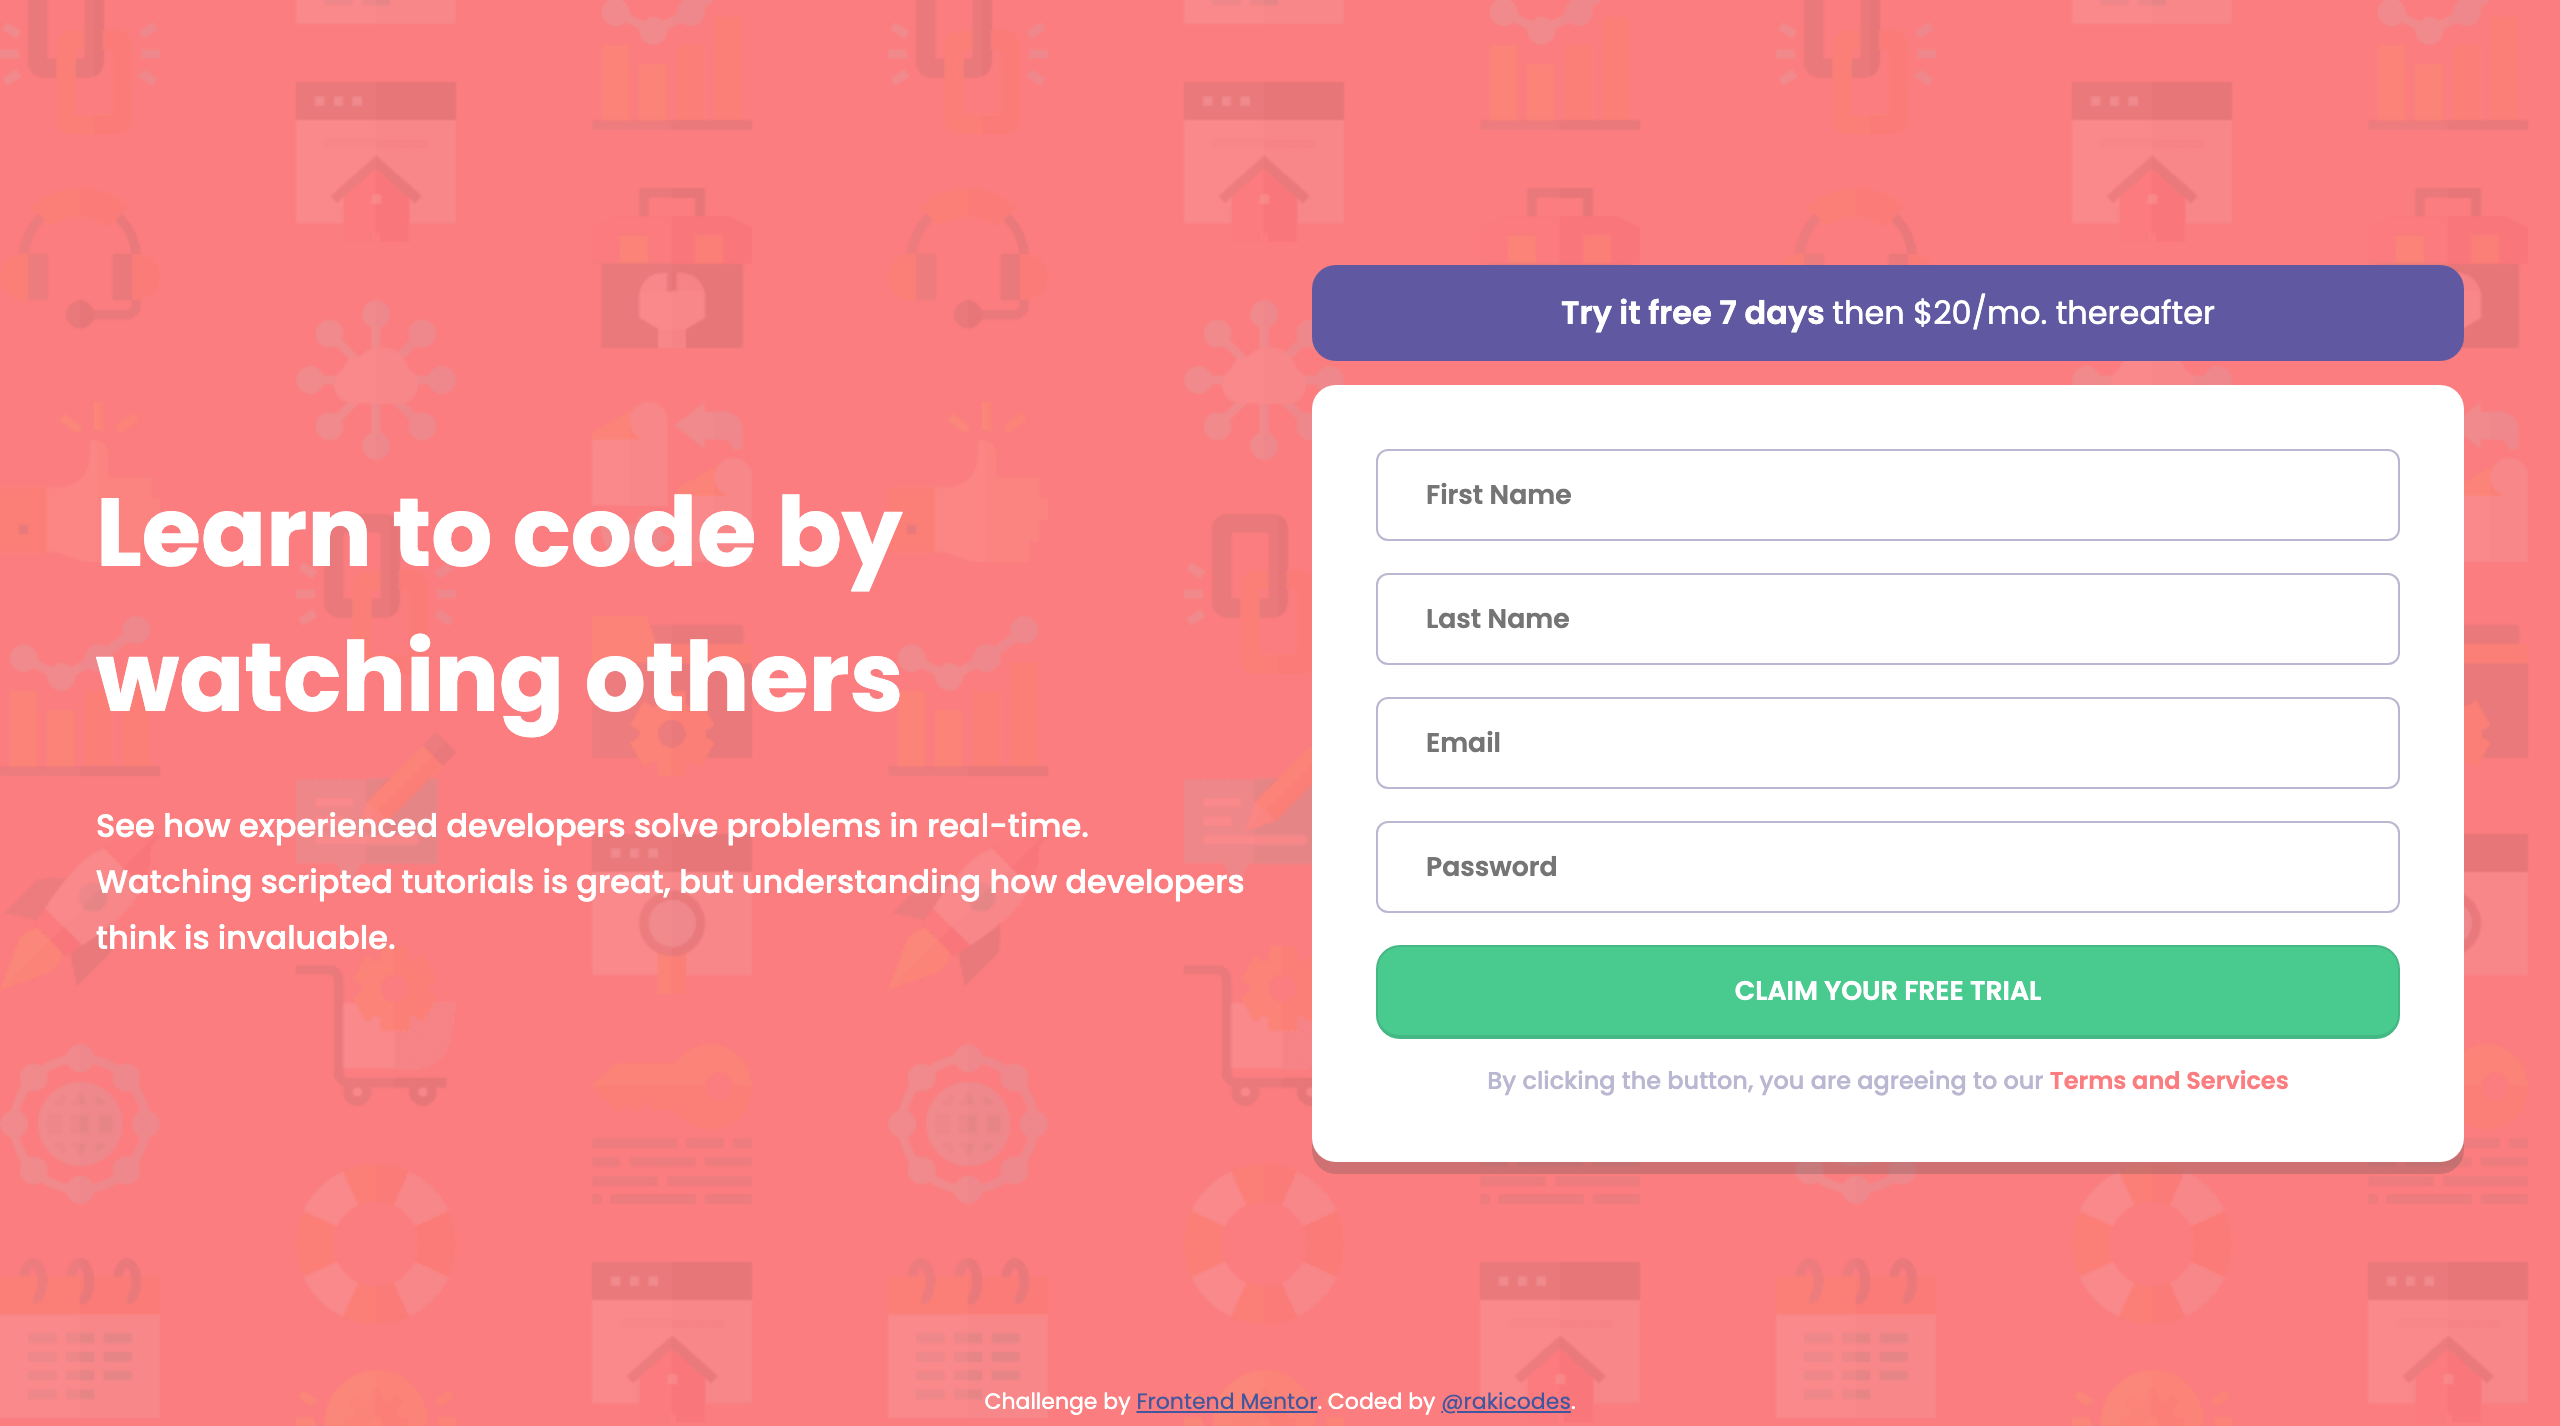 Learn to code by
watching others
See how experienced developers solve problems in real-time.
Watching scripted tutorials is great, but understanding how developers
think is invaluable.
Try it free 7 days then $20/mo. thereafter
First Name
Last Name
Email
Password
CLAIM YOUR FREE TRIAL
By clicking the button, you are agreeing to our Terms and Services
Challenge by Frontend Mentor. Coded by @rakicodes.